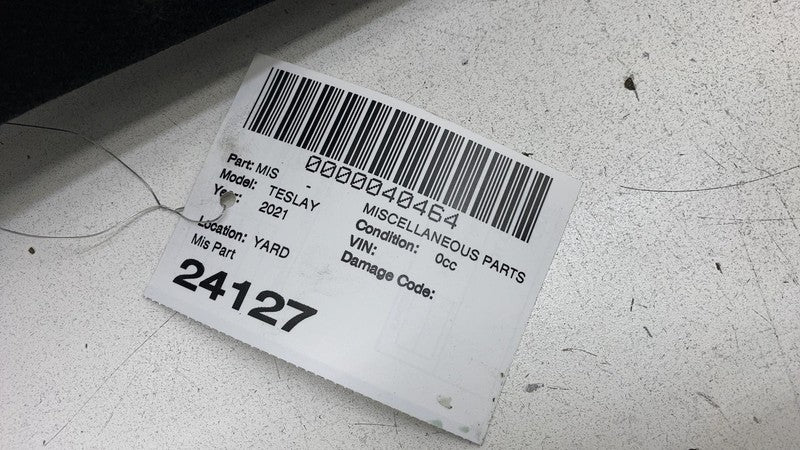 0000040464
Part: MIS - MISCELLANEOUS PARTS
Model: TESLAY Condition: 0cc
Year: 2021 VIN:
Damage Code:
Location: YARD
Mis Part
24127